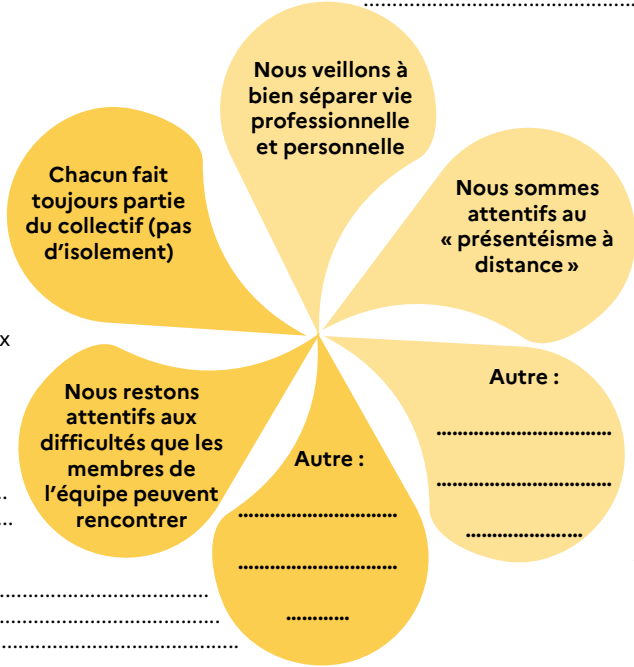 Nous veillons à
bien séparer vie
professionnelle
et personnelle
Chacun fait
toujours partie
du collectif (pas
d'isolement)
Nous sommes
attentifs au
« présentéisme à
distance »
x
Nous restons
attentifs aux
difficultés que les
membres de
l'équipe peuvent
rencontrer
Autre :
Autre :